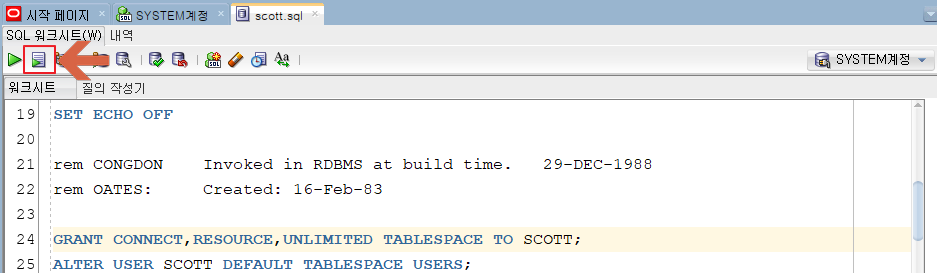 시작 페이지 SYSTEM계정 scott.sql
SQL 워크시트(W) 내역
SYSTEM계정
워크시트 질의 작성기
19 SET ECHO OFF
20
21 rem CONGDON    Invoked in RDBMS at build time.   29-DEC-1988
22 rem OATES:     Created: 16-Feb-83
23
24 GRANT CONNECT,RESOURCE,UNLIMITED TABLESPACE TO SCOTT;
25 ALTER USER SCOTT DEFAULT TABLESPACE USERS;